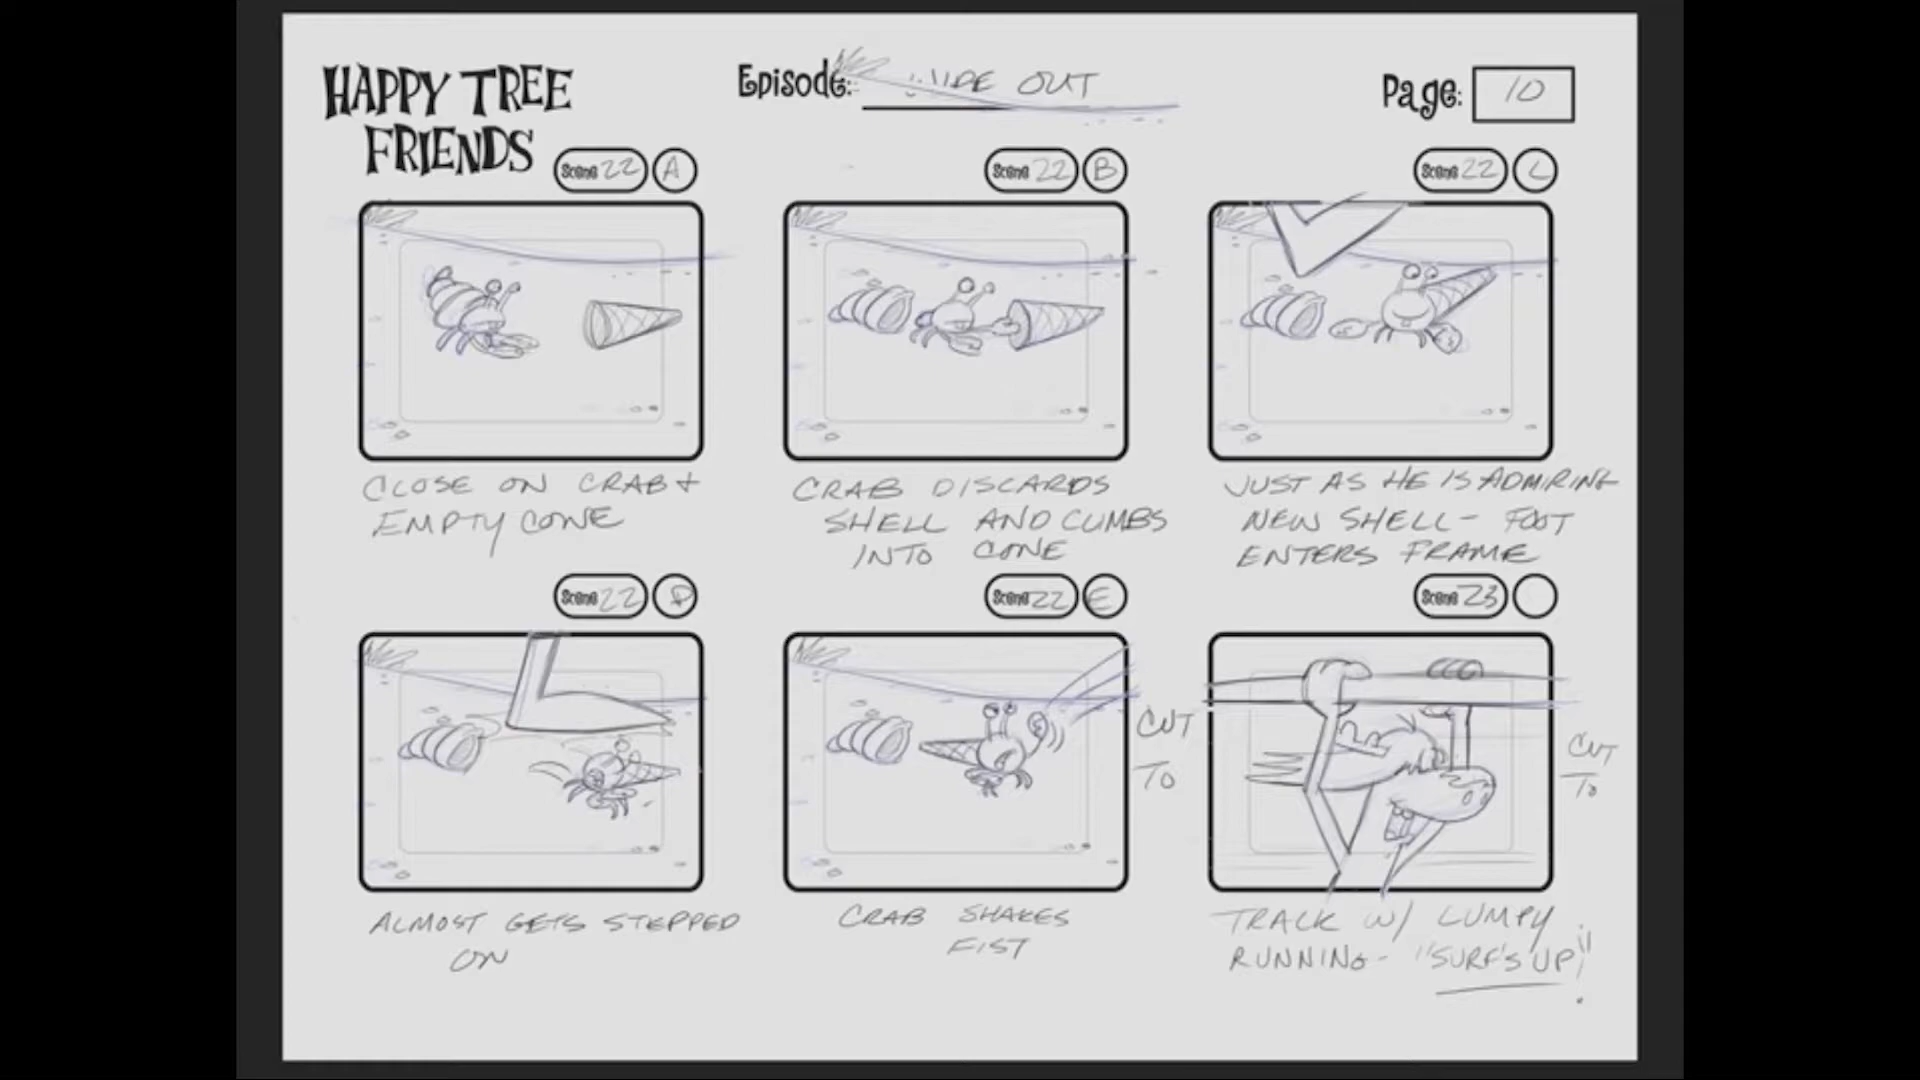 HAPPY TREE
FRIENDS
Episode: OUT
Page: 10
Scene 22 A
Scene 22 B
Scene 22 C
CLOSE ON CRAB +
EMPTY CONE
CRAB DISCARDS
SHELL AND CLIMBS
INTO CONE
JUST AS HE IS ADMIRING
NEW SHELL - FOOT
ENTERS FRAME
Scene 22 D
Scene 22 E
Scene 23
CUT
TO
CUT
TO
ALMOST GETS STEPPED
ON
CRAB SHAKES
FIST
TRACK W/ LUMPY
RUNNING - "SURF'S UP!"